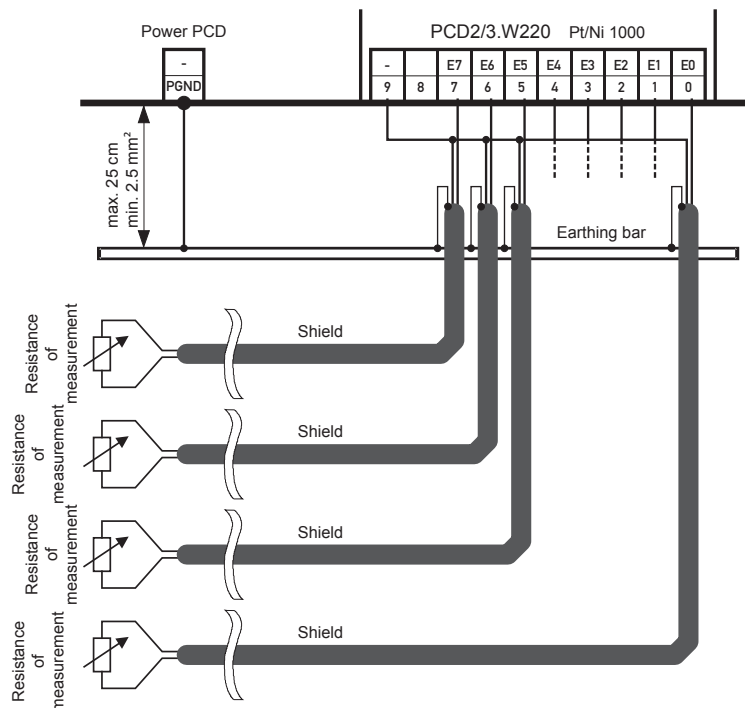 Power PCD
PCD2/3.W220 Pt/Ni 1000
-
PGND
- E7 E6 E5 E4 E3 E2 E1 E0
9 8 7 6 5 4 3 2 1 0
max. 25 cm
min. 2.5 mm²
Earthing bar
Resistance
of
measurement
Shield
Resistance
of
measurement
Shield
Resistance
of
measurement
Shield
Resistance
of
measurement
Shield